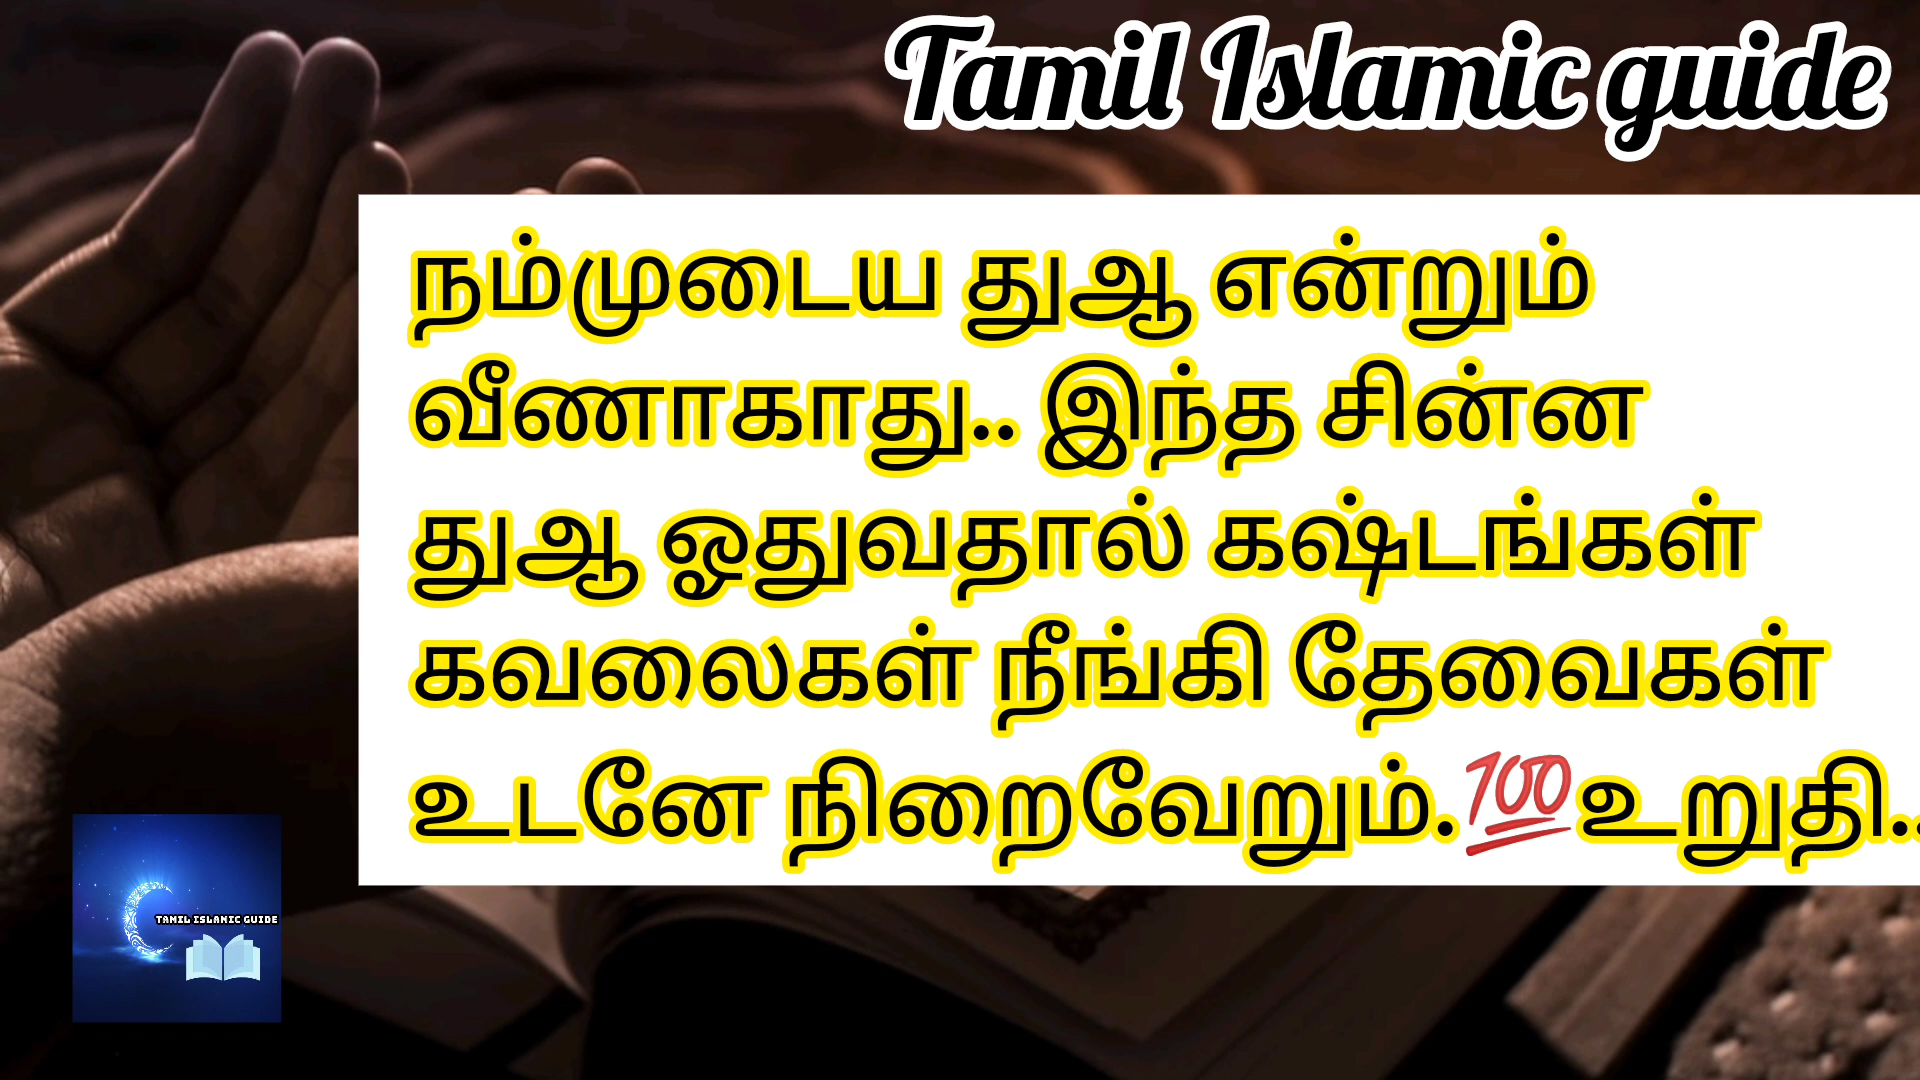 Tamil Islamic guide
நம்முடைய துஆ என்றும்
வீணாகாது.. இந்த சின்ன
துஆ ஓதுவதால் கஷ்டங்கள்
கவலைகள் நீங்கி தேவைகள்
உடனே நிறைவேறும்.💯உறுதி..
TAMIL ISLAMIC GUIDE